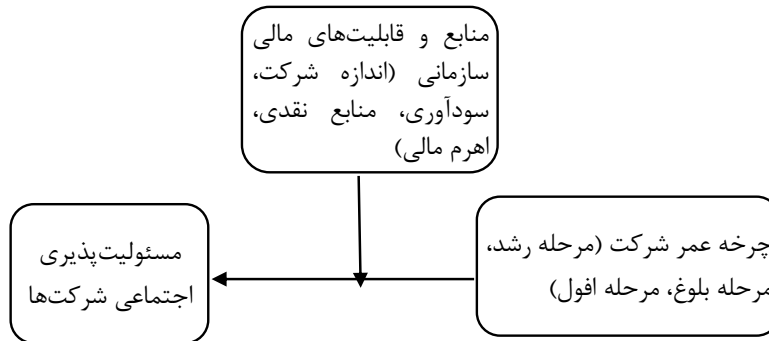 منابع و قابلیت‌های مالی
سازمانی (اندازه شرکت،
سودآوری، منابع نقدی،
اهرم مالی)
چرخه عمر شرکت (مرحله رشد،
مرحله بلوغ، مرحله افول)
مسئولیت‌پذیری
اجتماعی شرکت‌ها